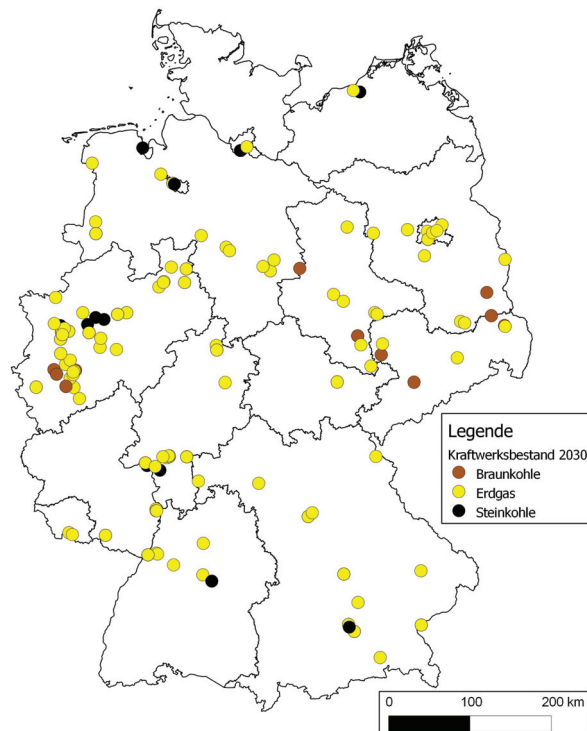 Legende
Kraftwerksbestand 2030
Braunkohle
Erdgas
Steinkohle
0 100 200 km